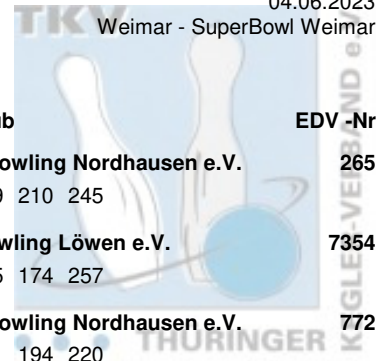 TKV
04.06.2023
Weimar - SuperBowl Weimar
EDV -Nr
owling Nordhausen e.V. 265
210 245
wling Löwen e.V. 7354
174 257
owling Nordhausen e.V. 772
194 220
THÜRINGER
KEGLER-VERBAND e.V.